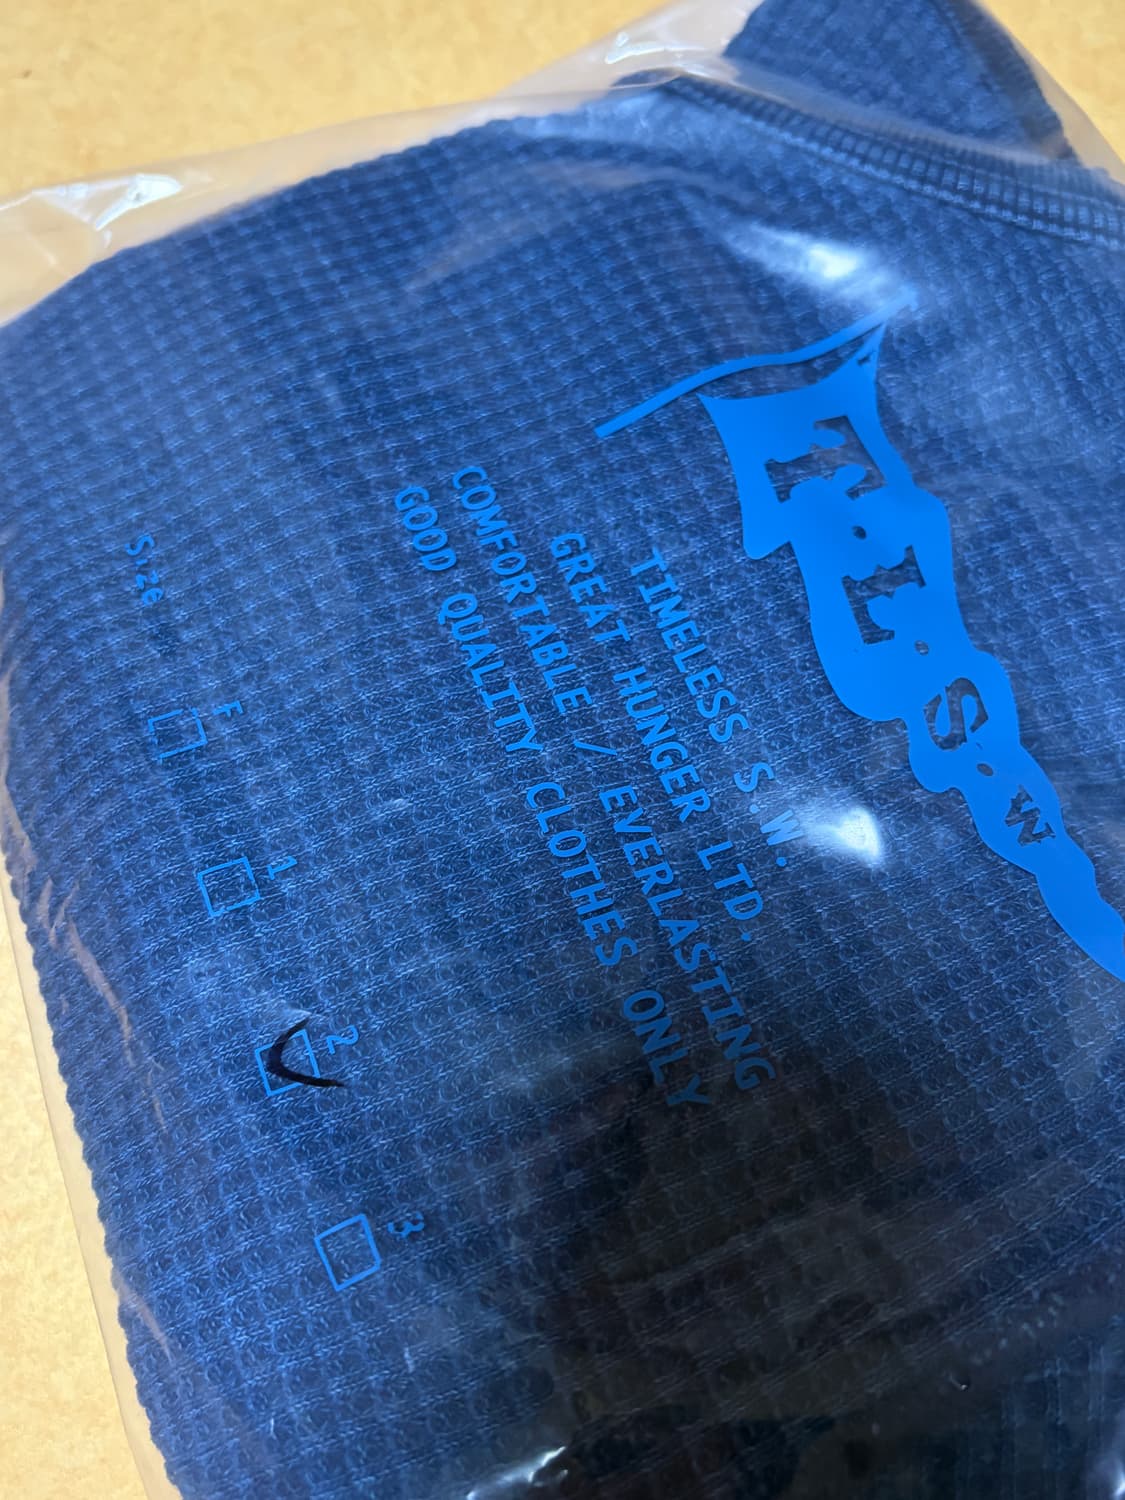 T.L.S.W
TIMELESS S.W.
GREAT HUNGER LTD.
COMFORTABLE / EVERLASTING
GOOD QUALITY CLOTHES ONLY
Size F 1 2 3